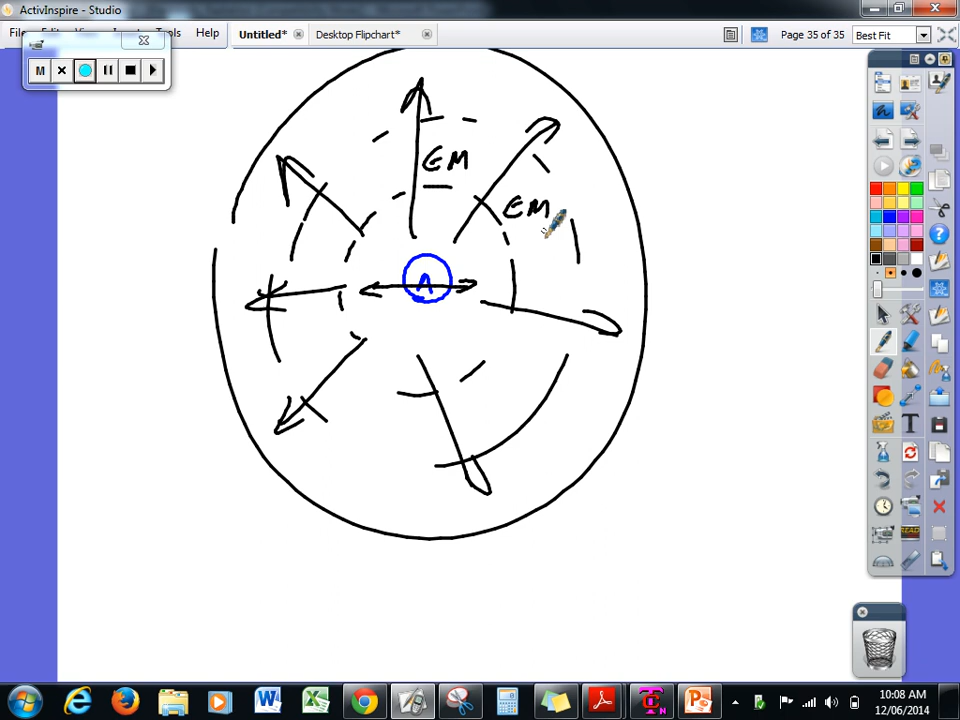 ActivInspire - Studio
Help
Untitled*
Desktop Flipchart*
Page 35 of 35
Best Fit
M
EM
EM
10:08 AM
12/06/2014